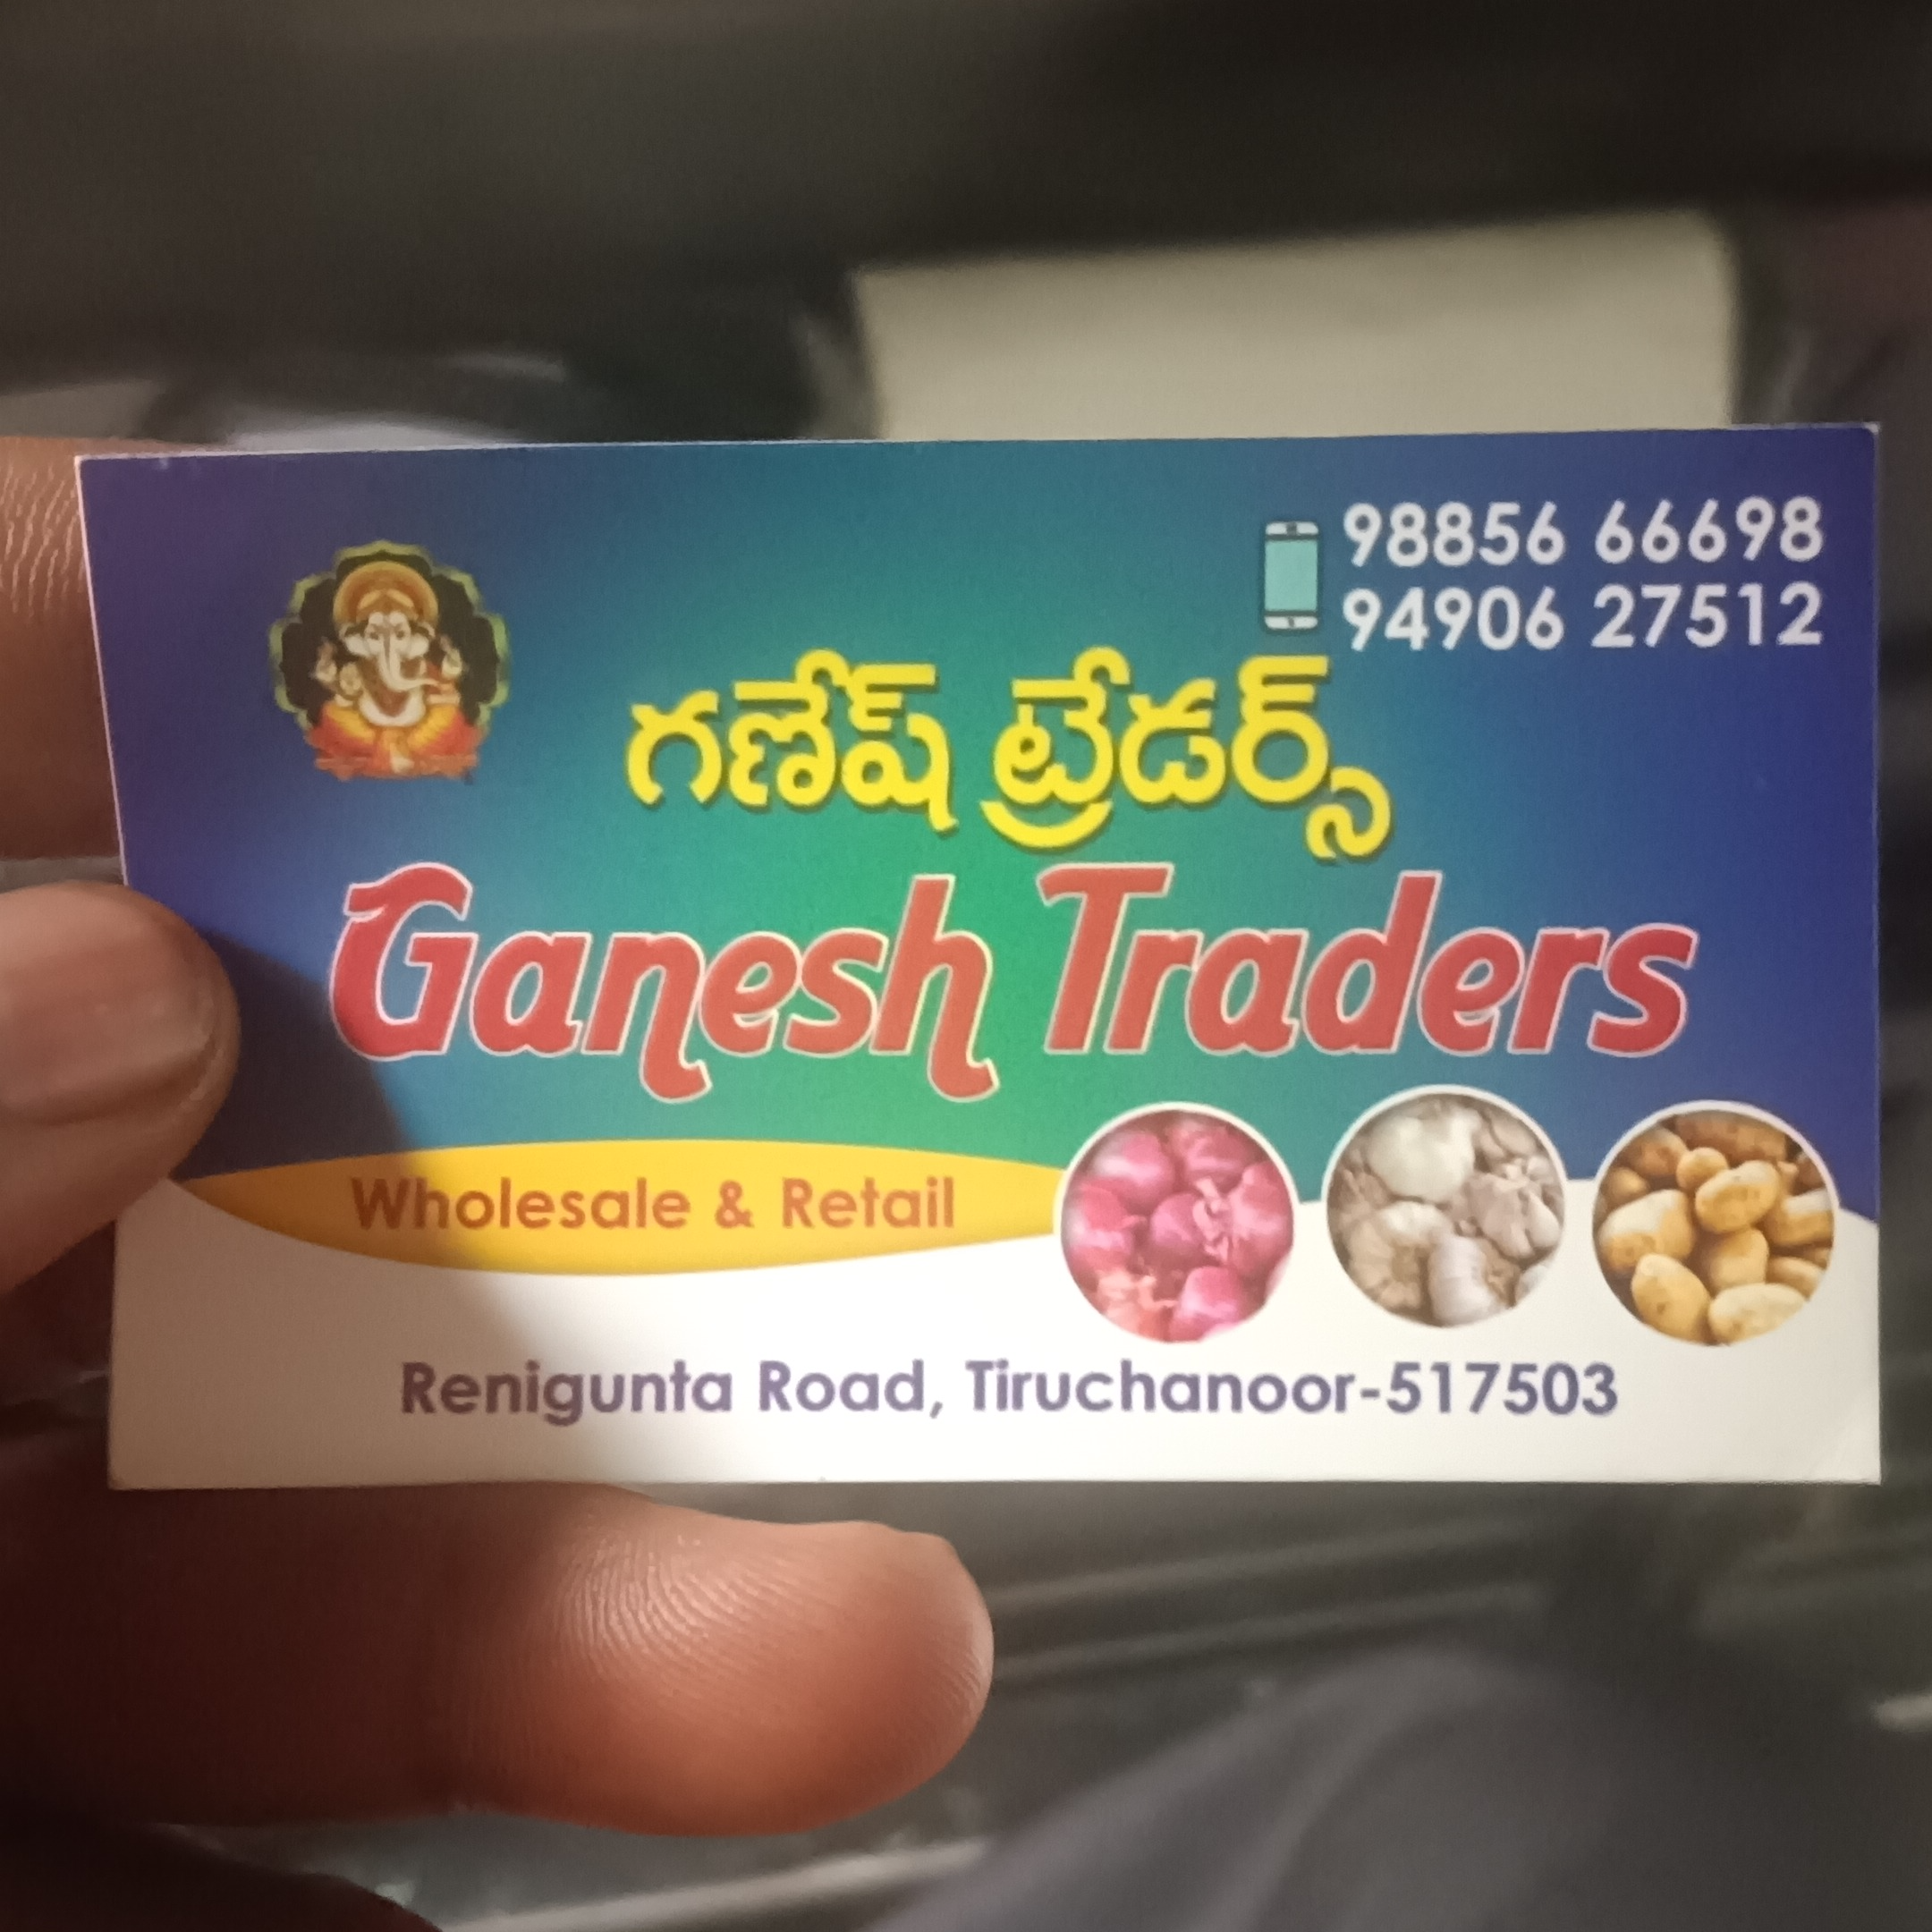 98856 66698
94906 27512
గణేష్ ట్రేడర్స్
Ganesh Traders
Wholesale & Retail
Renigunta Road, Tiruchanoor-517503